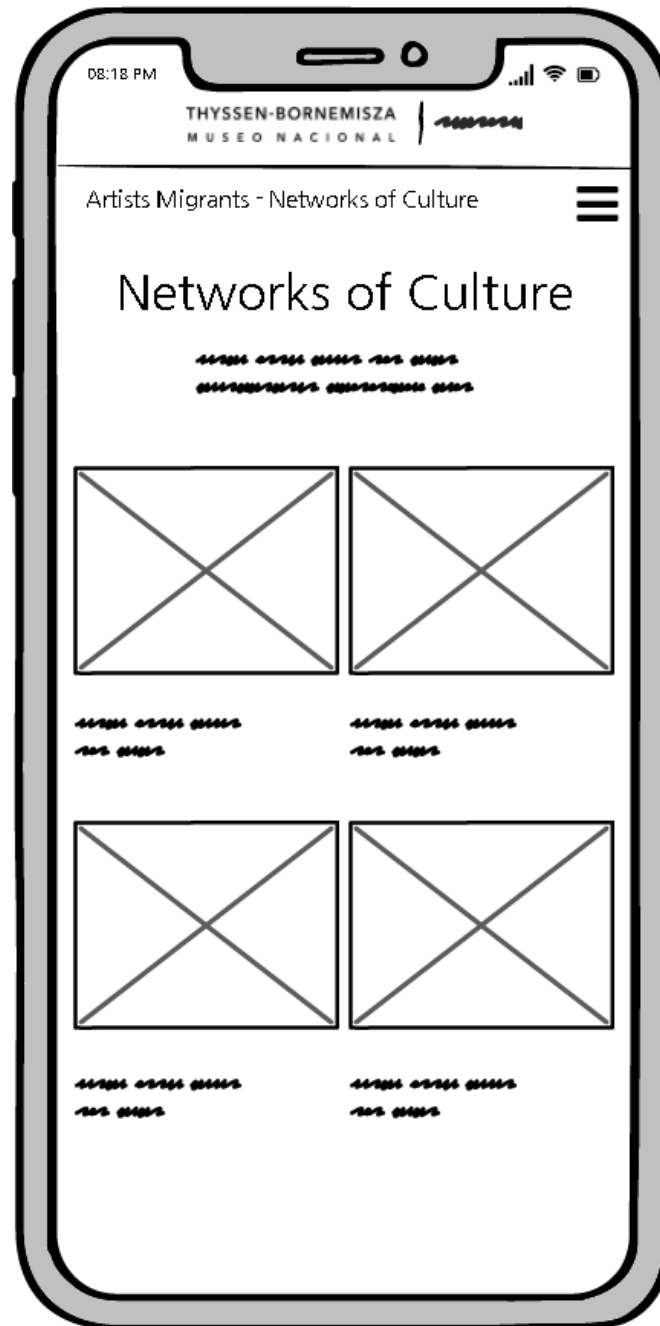 08:18 PM
THYSSEN-BORNEMISZA
MUSEO NACIONAL
Artists Migrants - Networks of Culture
Networks of Culture